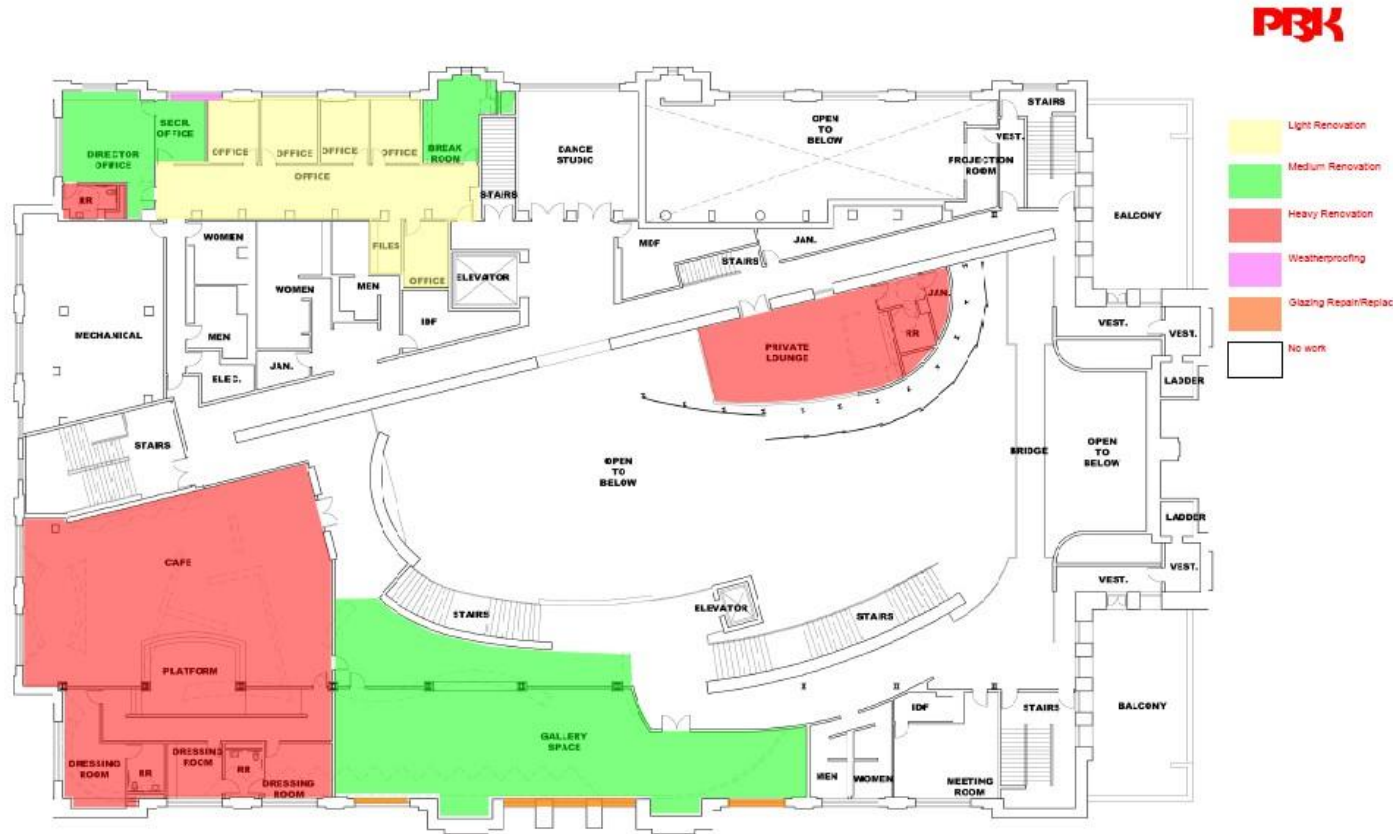 PBK
STAIRS
Light Renovation
SECR.
OFFICE
OPEN
TO
BELOW
VEST.
DIRECTOR
OFFICE
OFFICE
OFFICE
OFFICE
OFFICE
BREAK
ROOM
DANCE
STUDIO
PROJECTION
ROOM
Medium Renovation
OFFICE
STAIRS
RR
BALCONY
Heavy Renovation
WOMEN
FILES
MDF
JAN.
STAIRS
Weatherproofing
OFFICE
ELEVATOR
WOMEN
MEN
JAN.
Glazing Repair/Replac
MECHANICAL
MEN
IDF
RR
VEST.
VEST.
PRIVATE
LOUNGE
No work
JAN.
ELEC.
LADDER
STAIRS
OPEN
TO
BELOW
BRIDGE
OPEN
TO
BELOW
LADDER
CAFE
VEST.
VEST.
STAIRS
ELEVATOR
STAIRS
PLATFORM
IDF
STAIRS
BALCONY
GALLERY
SPACE
DRESSING
ROOM
RR
DRESSING
ROOM
RR
DRESSING
ROOM
MEN
WOMEN
MEETING
ROOM